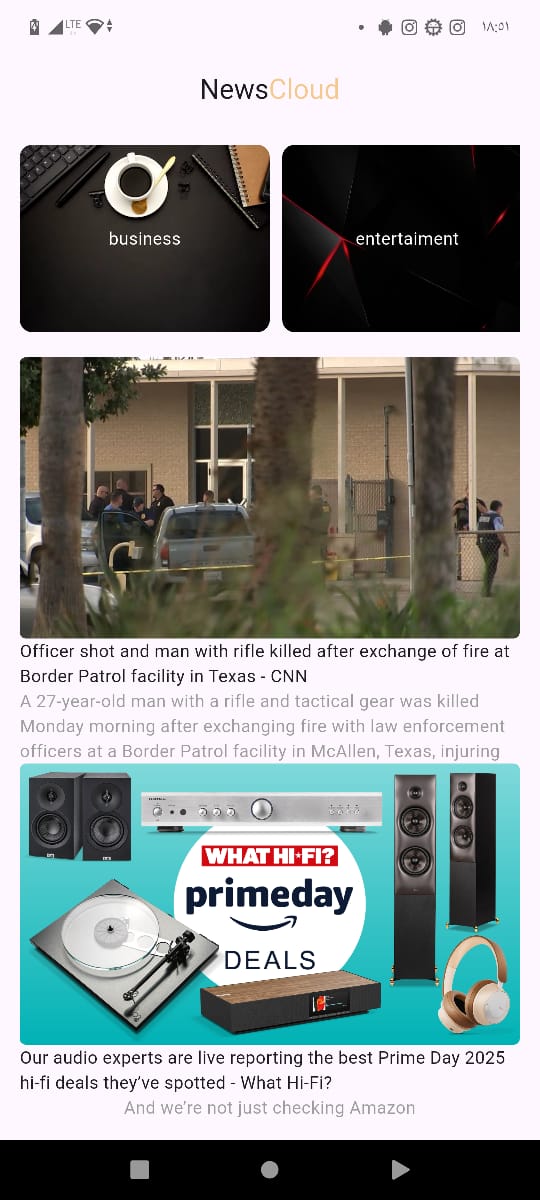 LTE
١٨:٥١
NewsCloud
business
entertaiment
Officer shot and man with rifle killed after exchange of fire at
Border Patrol facility in Texas - CNN
A 27-year-old man with a rifle and tactical gear was killed
Monday morning after exchanging fire with law enforcement
officers at a Border Patrol facility in McAllen, Texas, injuring
WHAT HI-FI?
primeday
DEALS
Our audio experts are live reporting the best Prime Day 2025
hi-fi deals they’ve spotted - What Hi-Fi?
And we’re not just checking Amazon